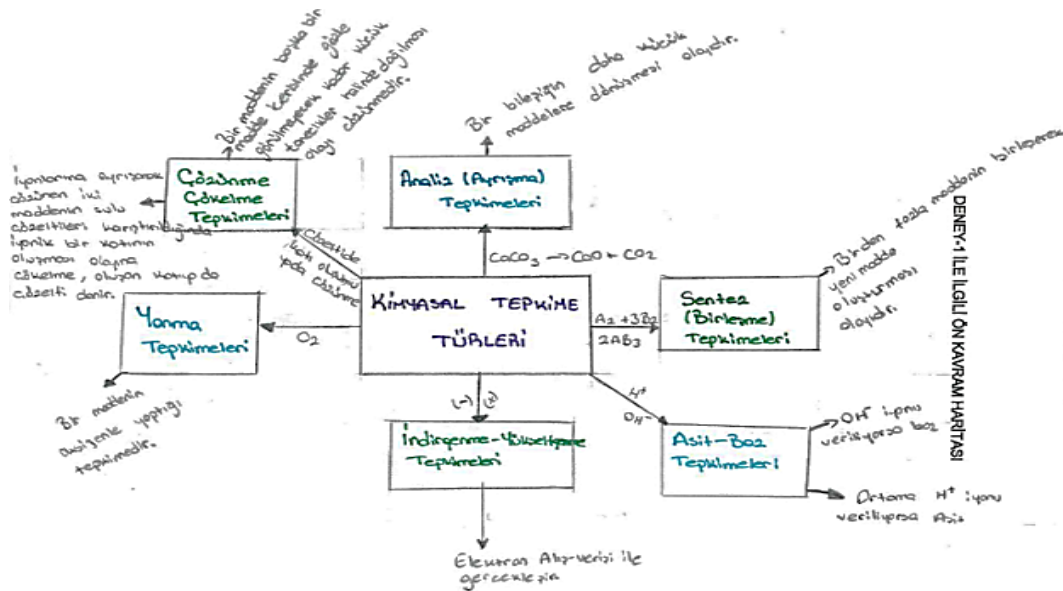 DENEY-1 İLE İLGİLİ ÖN KAVRAM HARİTASI
KİMYASAL TEPKİME
TÜRLERİ
Çözünme
Çökelme
Tepkimeleri
Bir maddenin başka bir
madde içerisinde gözle
görülmeyecek kadar küçük
tanecikler halinde dağılması
olayı çözünmedir.
İyonlarına ayrışarak
çözünen iki
maddenin sulu
çözeltileri karıştırıldığında
iyonik bir katının
oluşması olayına
çökelme, oluşan katıya da
çözelti denir.
Çözeltide
katı oluşumu
yada çözünme
Analiz (Ayrışma)
Tepkimeleri
Bir bileşiğin daha küçük
maddelere dönüşmesi olayıdır.
CaCO3 → CaO + CO2
Sentez
(Birleşme)
Tepkimeleri
A2 + 3B2
2AB3
Birden fazla maddenin birleşerek
yeni madde
oluşturması
olayıdır.
Yanma
Tepkimeleri
O2
Bir maddenin
oksijenle yaptığı
tepkimedir.
İndirgenme-Yükseltgenme
Tepkimeleri
(-) (+)
Elektron Alış-verişi ile
gerçekleşir
Asit-Baz
Tepkimeleri
H+
OH-
OH- iyonu
veriliyorsa baz
Ortama H+ iyonu
veriliyorsa Asit